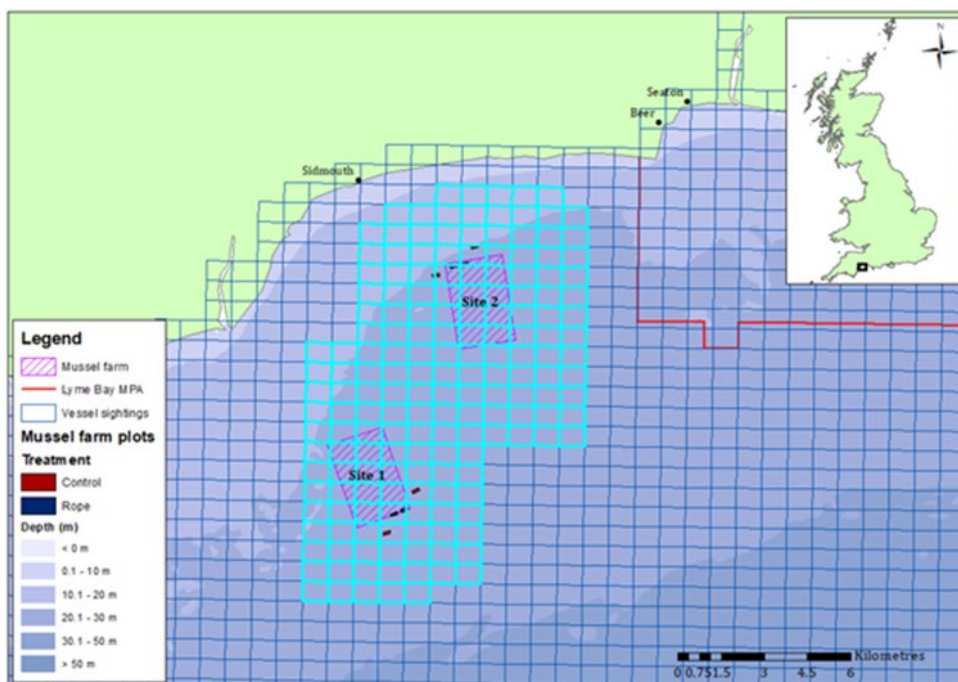 N
Seaton
Beer
Sidmouth
Site 2
Site 1
Legend
Mussel farm
Lyme Bay MPA
Vessel sightings
Mussel farm plots
Treatment
Control
Rope
Depth (m)
< 0 m
0.1 - 10 m
10.1 - 20 m
20.1 - 30 m
30.1 - 50 m
> 50 m
Kilometres
0 0.75 1.5 3 4.5 6